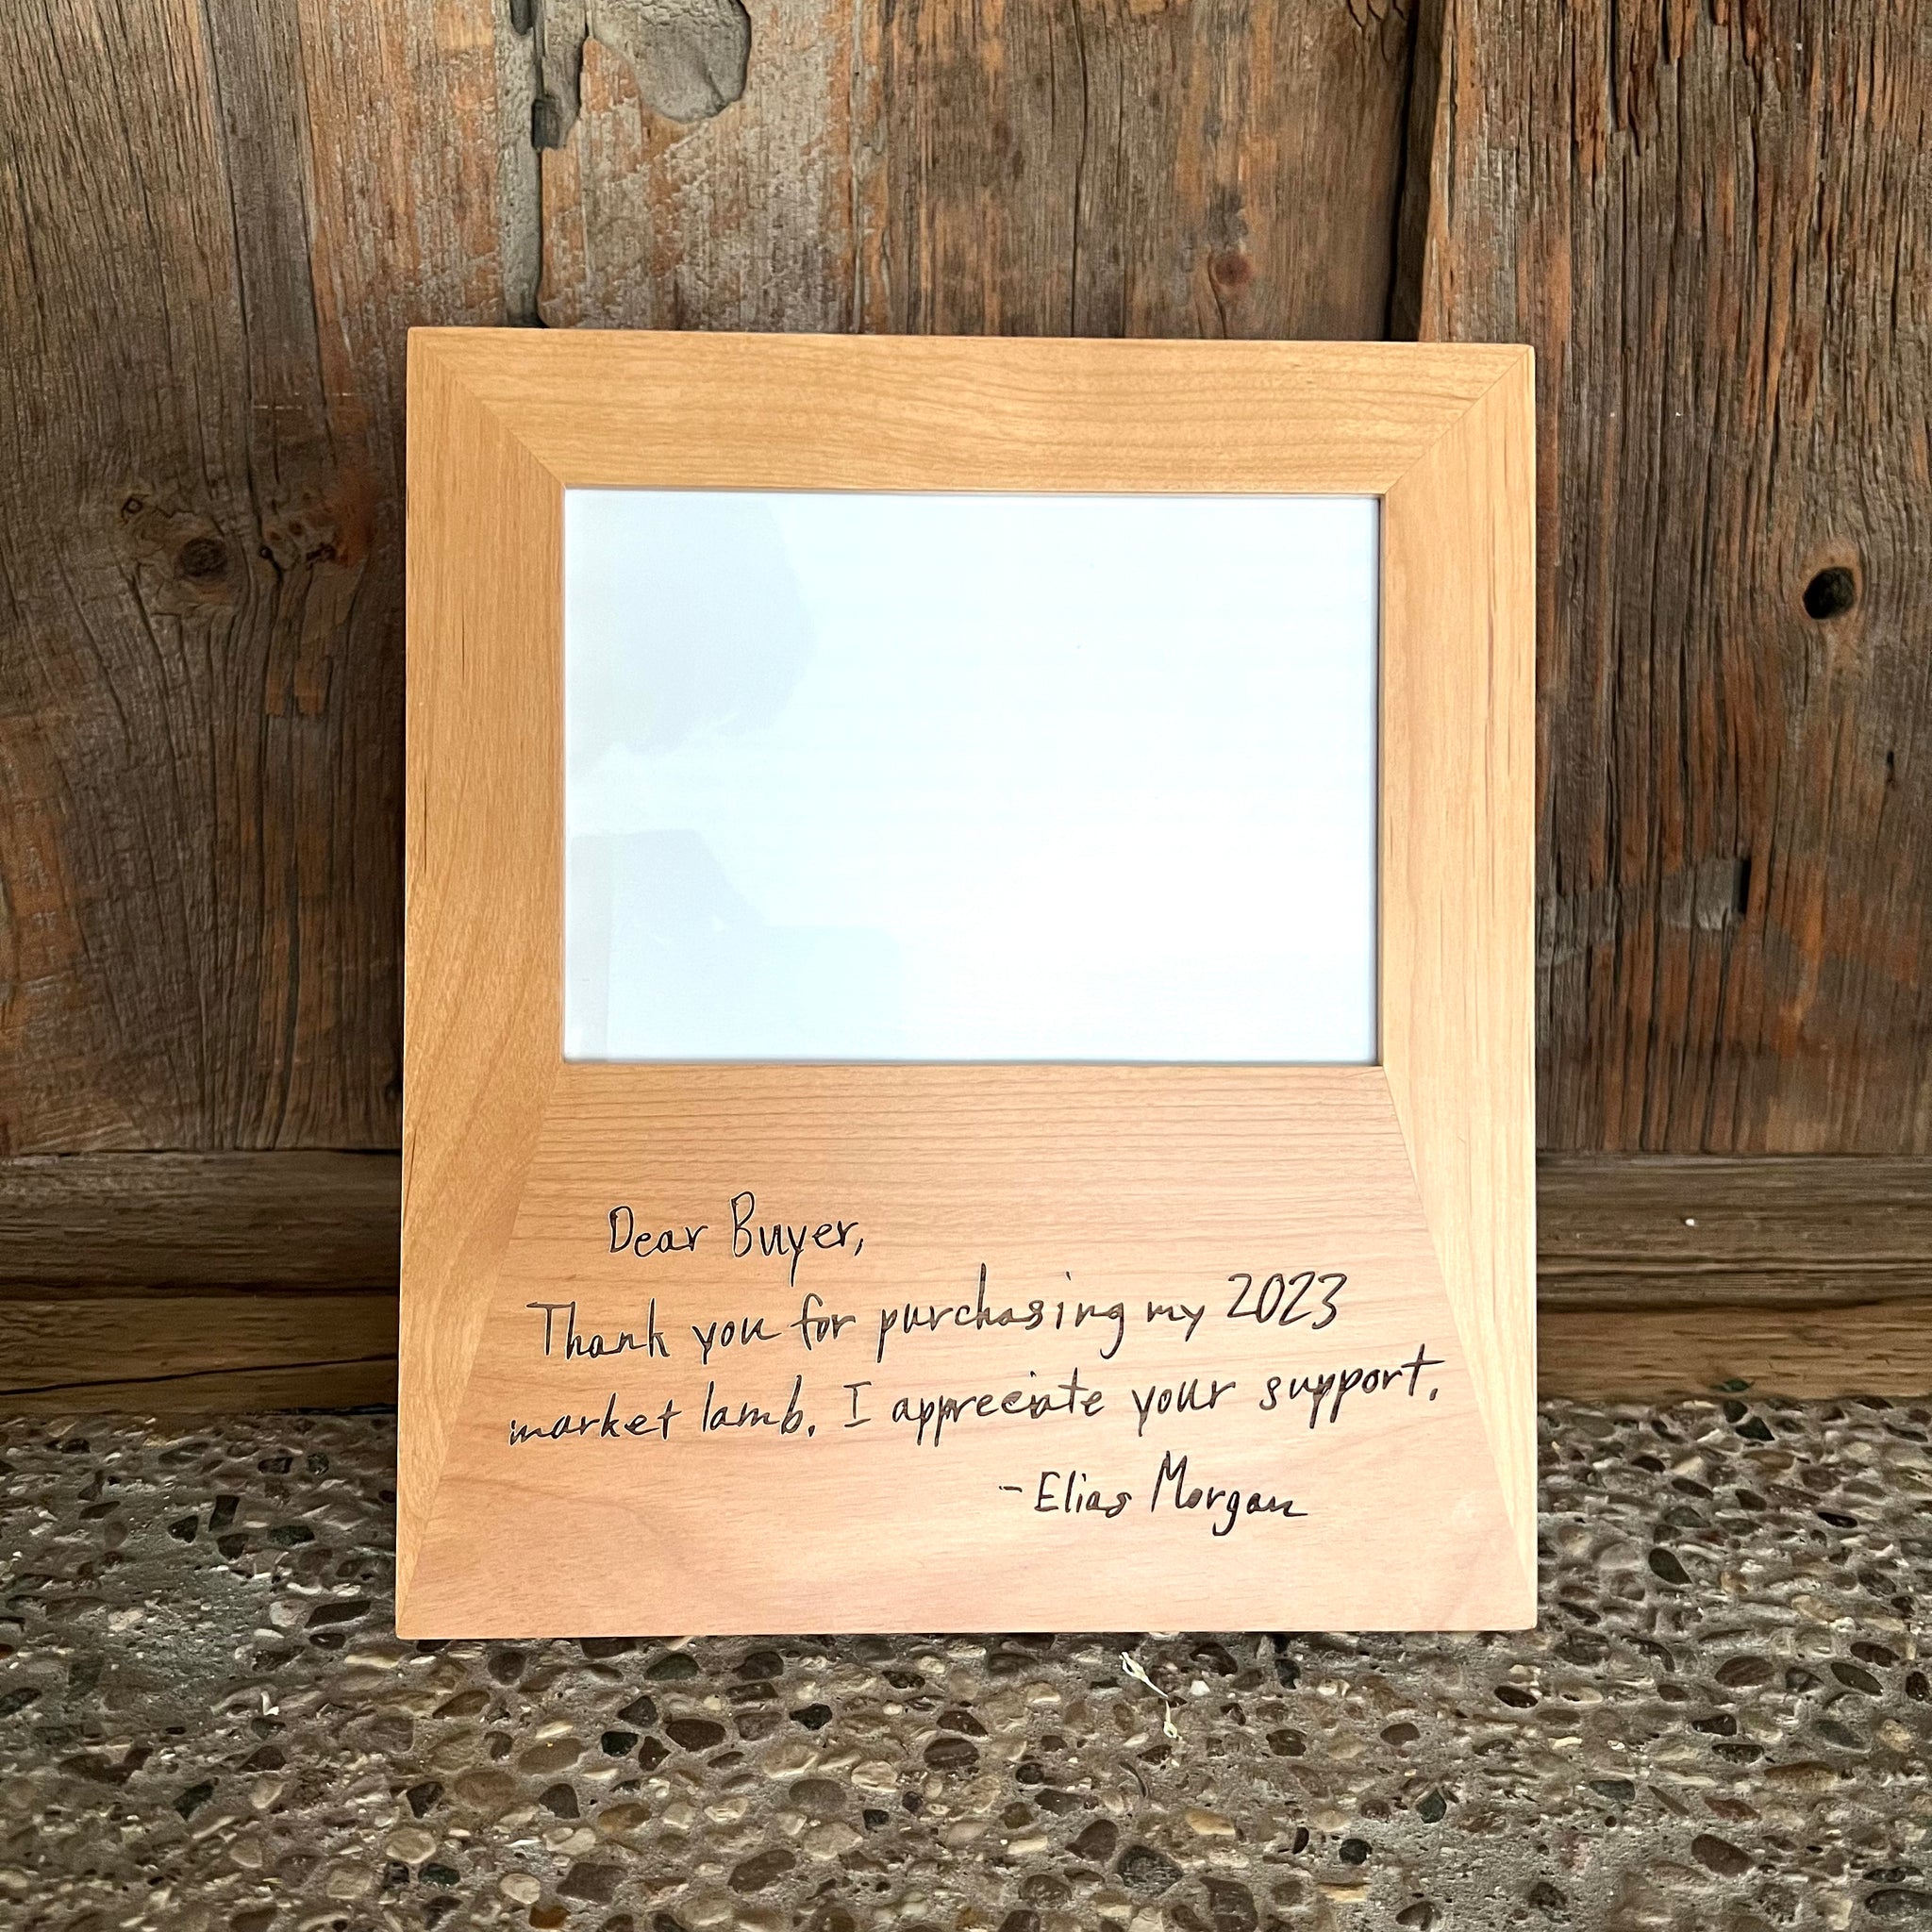 Dear Buyer,
Thank you for purchasing my 2023
market lamb. I appreciate your support.
- Elias Morgan